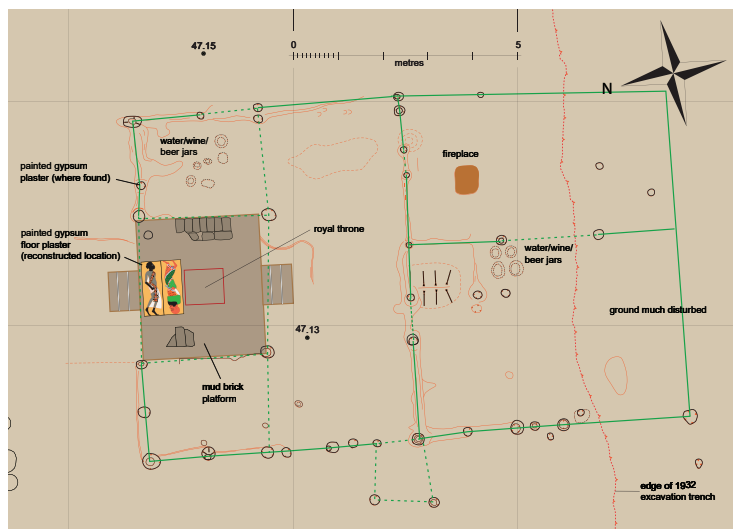 47.15
0
5
metres
N
water/wine/
beer jars
fireplace
painted gypsum
plaster (where found)
painted gypsum
floor plaster
(reconstructed location)
royal throne
water/wine/
beer jars
ground much disturbed
47.13
mud brick
platform
edge of 1932
excavation trench